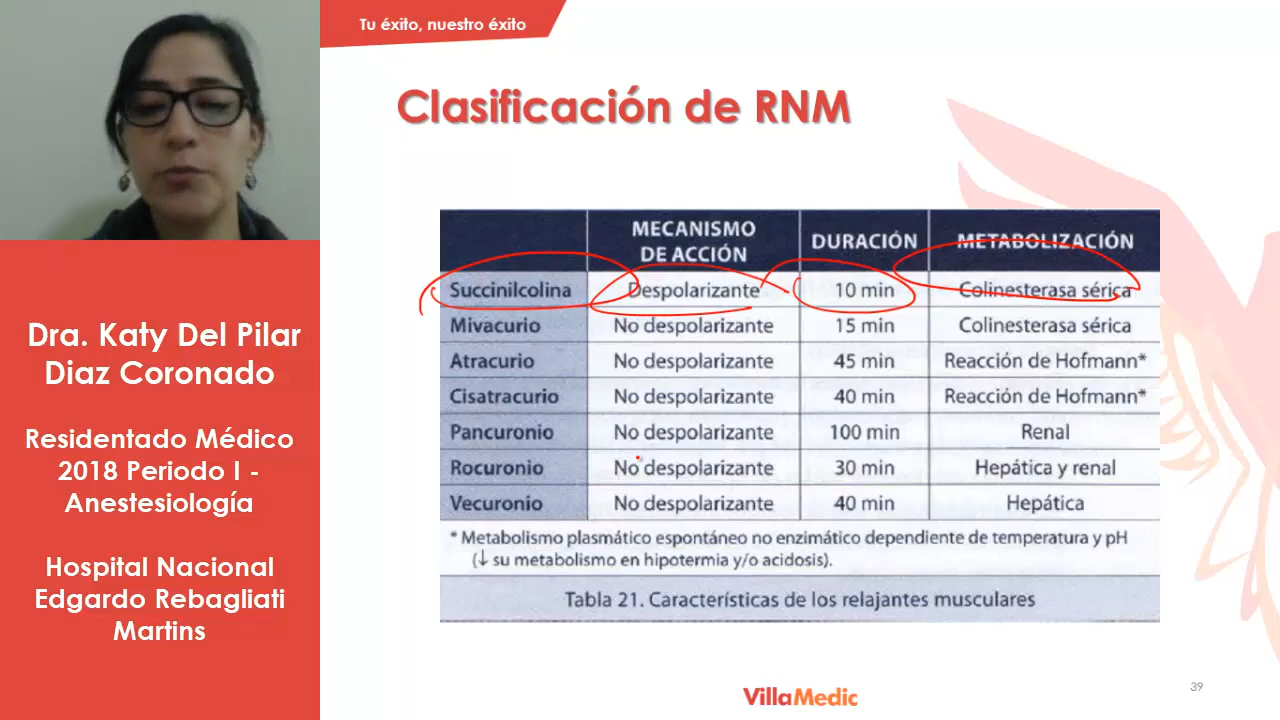 Tu éxito, nuestro éxito
Clasificación de RNM
Dra. Katy Del Pilar
Diaz Coronado
Residentado Médico
2018 Periodo I -
Anestesiología
Hospital Nacional
Edgardo Rebagliati
Martins
MECANISMO DE ACCIÓN DURACIÓN METABOLIZACIÓN
Succinilcolina Despolarizante 10 min Colinesterasa sérica
Mivacurio No despolarizante 15 min Colinesterasa sérica
Atracurio No despolarizante 45 min Reacción de Hofmann*
Cisatracurio No despolarizante 40 min Reacción de Hofmann*
Pancuronio No despolarizante 100 min Renal
Rocuronio No despolarizante 30 min Hepática y renal
Vecuronio No despolarizante 40 min Hepática
* Metabolismo plasmático espontáneo no enzimático dependiente de temperatura y pH
(↓ su metabolismo en hipotermia y/o acidosis).
Tabla 21. Características de los relajantes musculares
VillaMedic
39